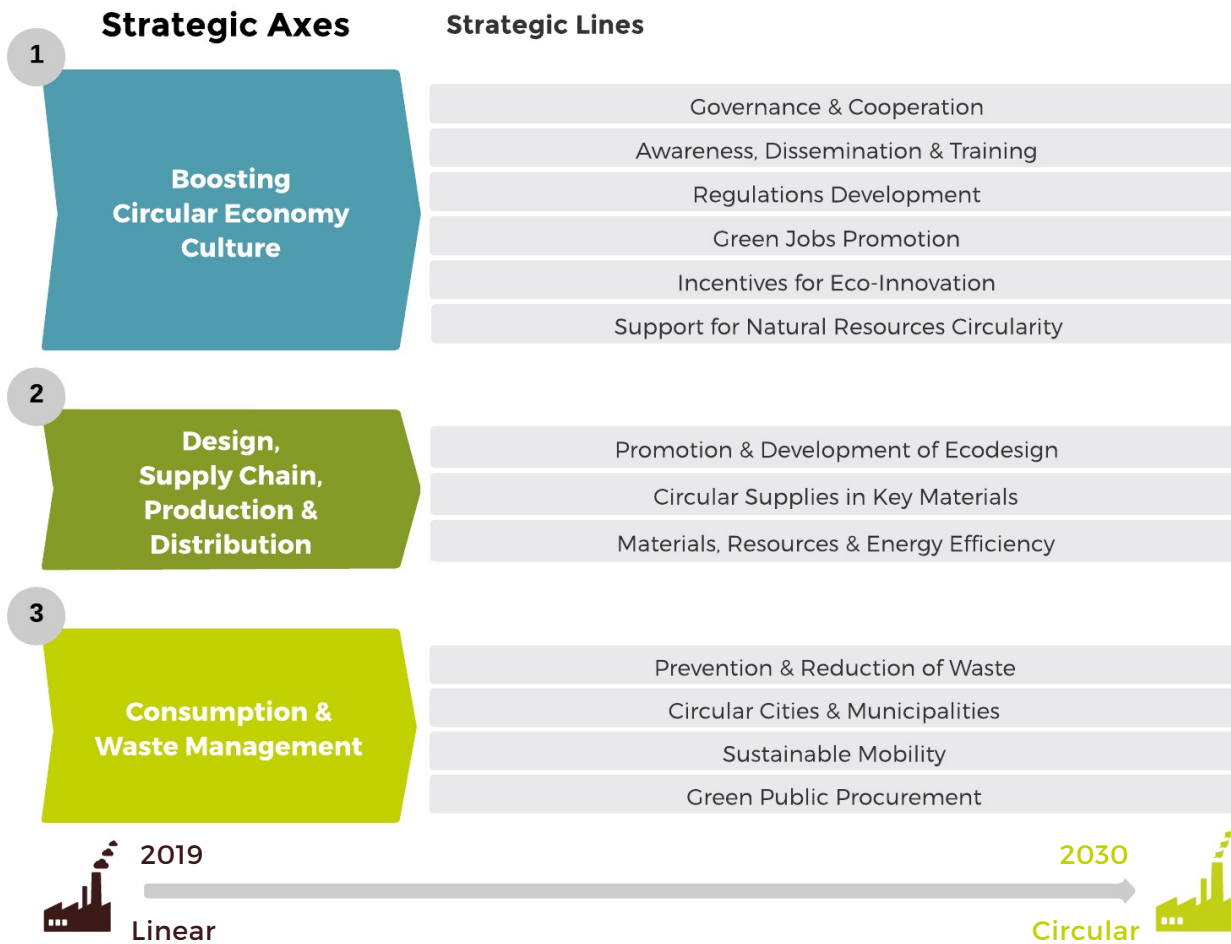 Strategic Axes
Strategic Lines
1
Boosting
Circular Economy
Culture
Governance & Cooperation
Awareness, Dissemination & Training
Regulations Development
Green Jobs Promotion
Incentives for Eco-Innovation
Support for Natural Resources Circularity
2
Design,
Supply Chain,
Production &
Distribution
Promotion & Development of Ecodesign
Circular Supplies in Key Materials
Materials, Resources & Energy Efficiency
3
Consumption &
Waste Management
Prevention & Reduction of Waste
Circular Cities & Municipalities
Sustainable Mobility
Green Public Procurement
2019
2030
Linear
Circular